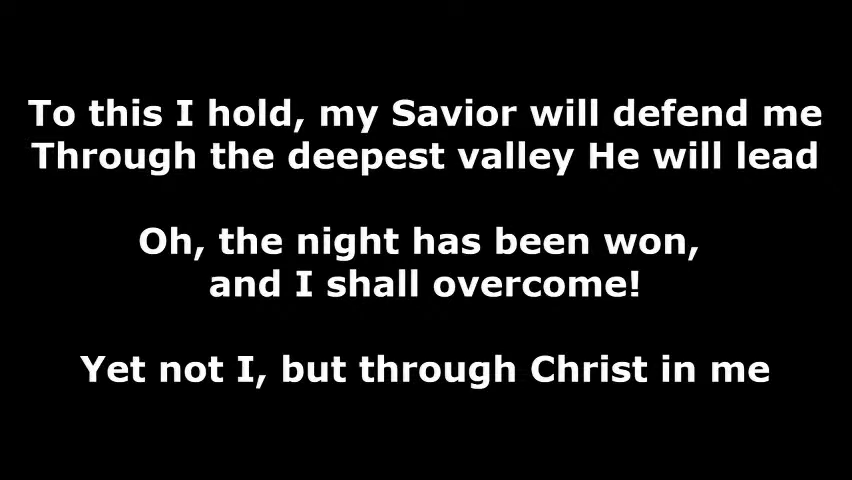 To this I hold, my Savior will defend me
Through the deepest valley He will lead
Oh, the night has been won,
and I shall overcome!
Yet not I, but through Christ in me